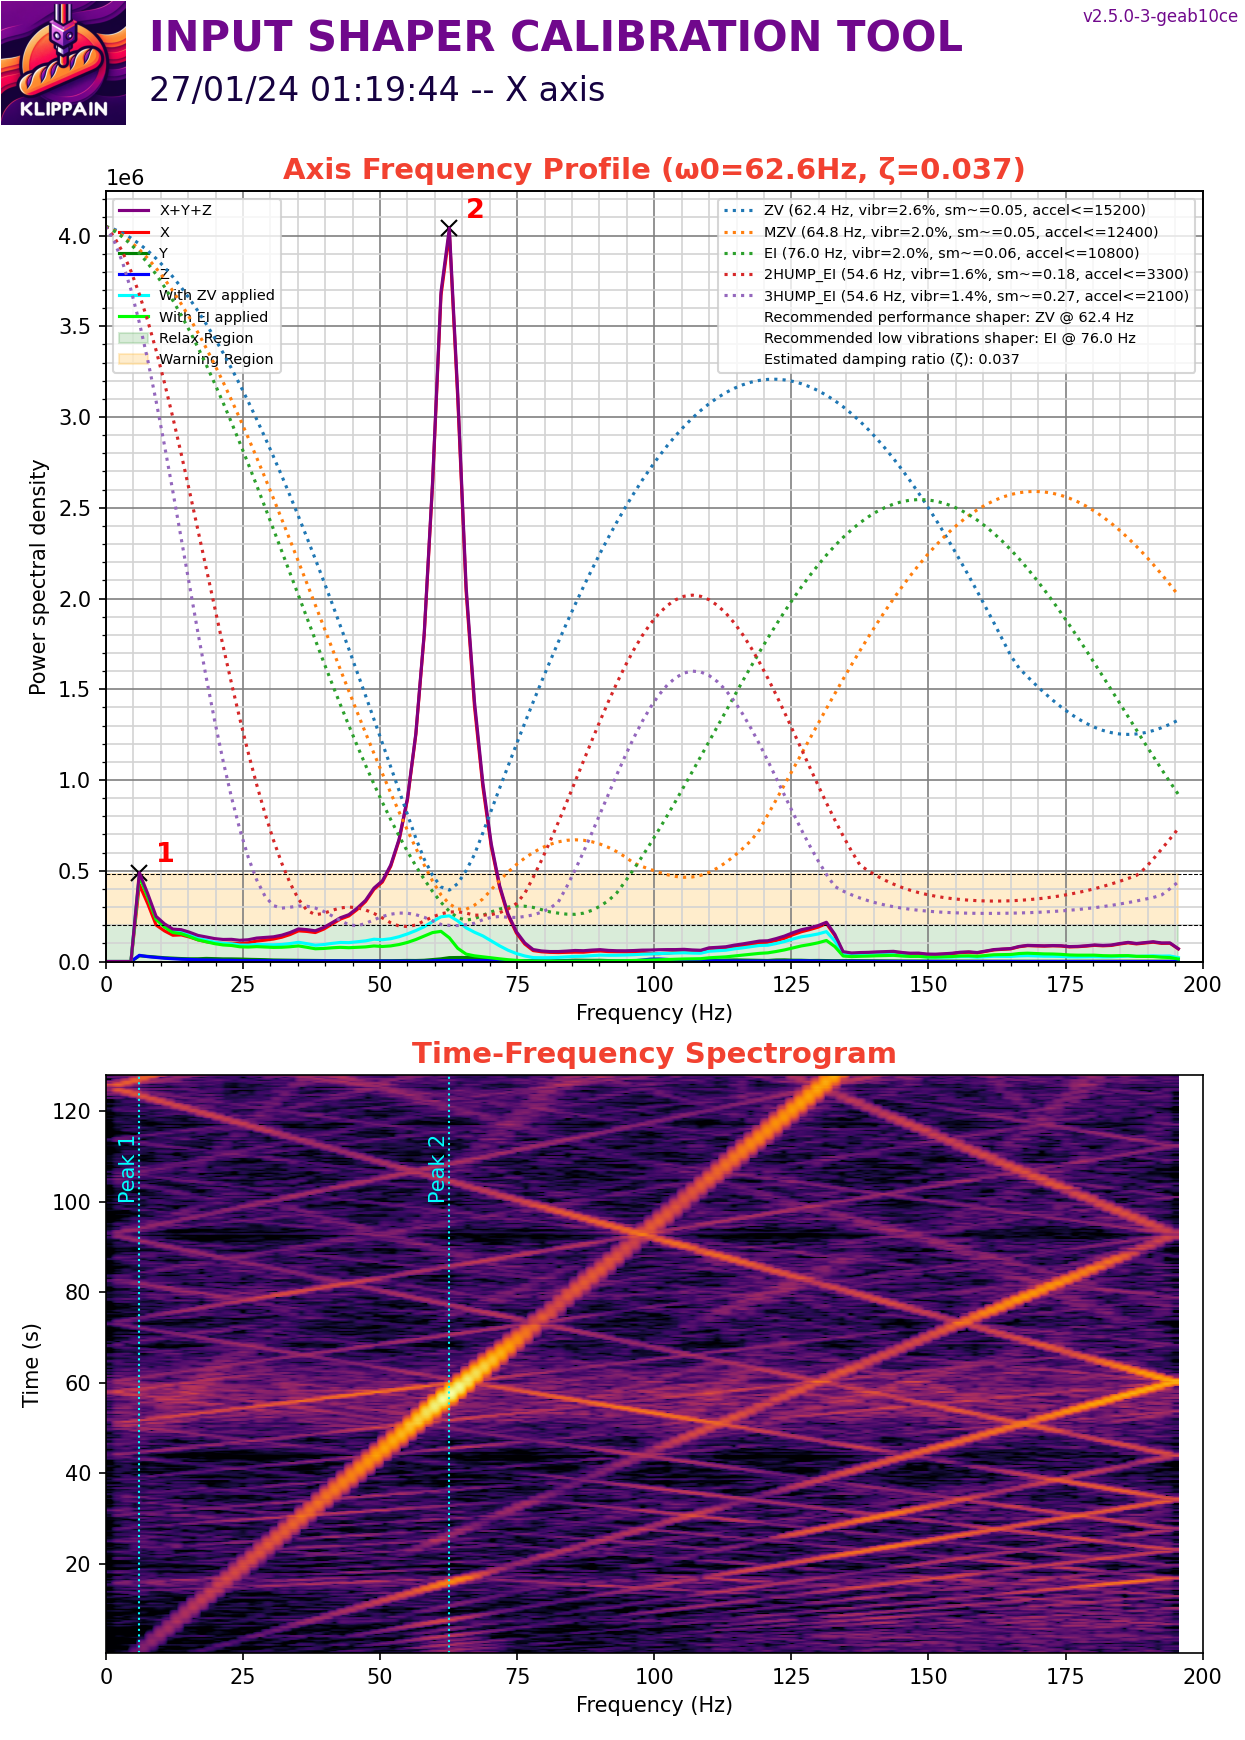 KLIPPAIN
INPUT SHAPER CALIBRATION TOOL
v2.5.0-3-geab10ce
27/01/24 01:19:44 -- X axis
Axis Frequency Profile (ω0=62.6Hz, ζ=0.037)
1e6
X+Y+Z
X
Y
Z
With ZV applied
With EI applied
Relax Region
Warning Region
2
ZV (62.4 Hz, vibr=2.6%, sm~=0.05, accel<=15200)
MZV (64.8 Hz, vibr=2.0%, sm~=0.05, accel<=12400)
EI (76.0 Hz, vibr=2.0%, sm~=0.06, accel<=10800)
2HUMP_EI (54.6 Hz, vibr=1.6%, sm~=0.18, accel<=3300)
3HUMP_EI (54.6 Hz, vibr=1.4%, sm~=0.27, accel<=2100)
Recommended performance shaper: ZV @ 62.4 Hz
Recommended low vibrations shaper: EI @ 76.0 Hz
Estimated damping ratio (ζ): 0.037
4.0
3.5
3.0
2.5
2.0
1.5
1.0
0.5
0.0
Power spectral density
1
0 25 50 75 100 125 150 175 200
Frequency (Hz)
Time-Frequency Spectrogram
120
100
80
60
40
20
Time (s)
Peak 1
Peak 2
0 25 50 75 100 125 150 175 200
Frequency (Hz)